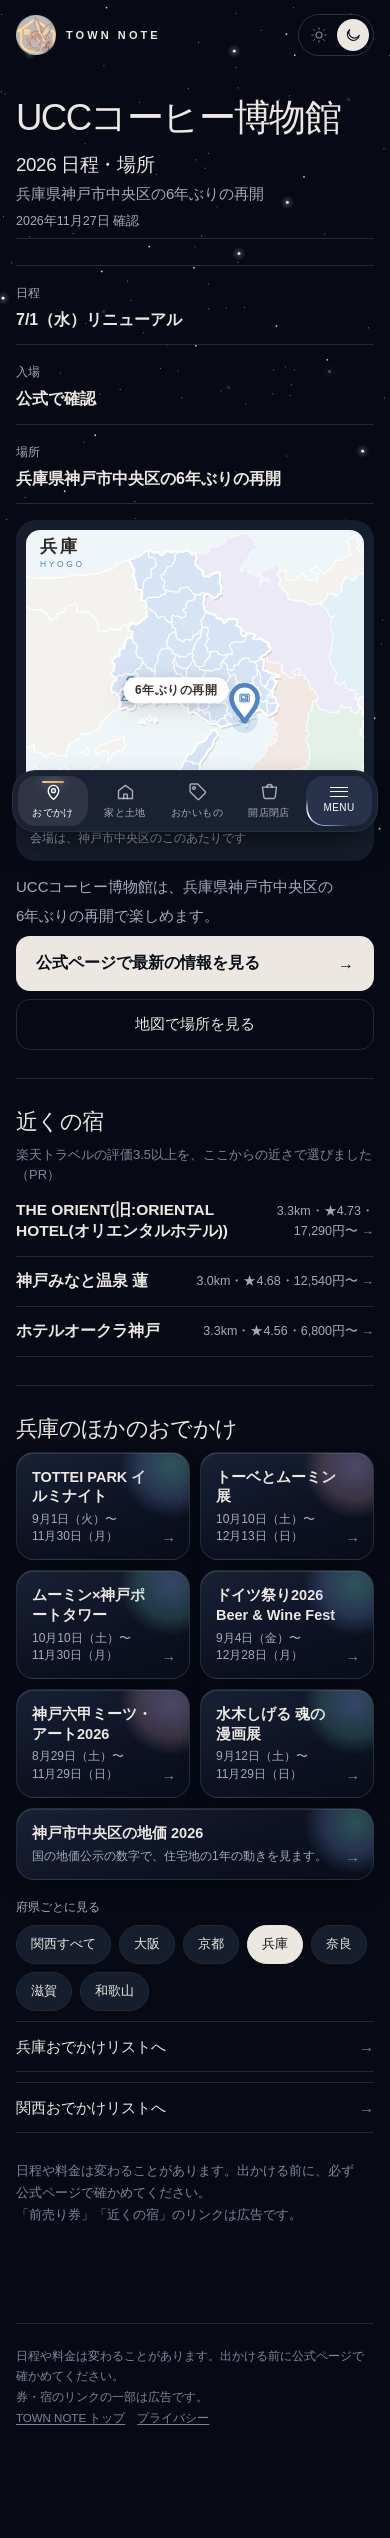 TOWN NOTE
UCCコーヒー博物館
2026 日程・場所
兵庫県神戸市中央区の6年ぶりの再開
2026年11月27日 確認
日程
7/1（水）リニューアル
入場
公式で確認
場所
兵庫県神戸市中央区の6年ぶりの再開
兵庫
HYOGO
6年ぶりの再開
おでかけ
家と土地
おかいもの
開店閉店
MENU
会場は、神戸市中央区のこのあたりです
UCCコーヒー博物館は、兵庫県神戸市中央区の
6年ぶりの再開で楽しめます。
公式ページで最新の情報を見る →
地図で場所を見る
近くの宿
楽天トラベルの評価3.5以上を、ここからの近さで選びました
（PR）
THE ORIENT(旧:ORIENTAL
HOTEL(オリエンタルホテル))
3.3km・★4.73・
17,290円〜 →
神戸みなと温泉 蓮 3.0km・★4.68・12,540円〜 →
ホテルオークラ神戸 3.3km・★4.56・6,800円〜 →
兵庫のほかのおでかけ
TOTTEI PARK イ
ルミナイト
9月1日（火）〜
11月30日（月） →
トーベとムーミン
展
10月10日（土）〜
12月13日（日） →
ムーミン×神戸ポ
ートタワー
10月10日（土）〜
11月30日（月） →
ドイツ祭り2026
Beer & Wine Fest
9月4日（金）〜
12月28日（月） →
神戸六甲ミーツ・
アート2026
8月29日（土）〜
11月29日（日） →
水木しげる 魂の
漫画展
9月12日（土）〜
11月29日（日） →
神戸市中央区の地価 2026
国の地価公示の数字で、住宅地の1年の動きを見ます。 →
府県ごとに見る
関西すべて 大阪 京都 兵庫 奈良
滋賀 和歌山
兵庫おでかけリストへ →
関西おでかけリストへ →
日程や料金は変わることがあります。出かける前に、必ず
公式ページで確かめてください。
「前売り券」「近くの宿」のリンクは広告です。
日程や料金は変わることがあります。出かける前に公式ページで
確かめてください。
券・宿のリンクの一部は広告です。
TOWN NOTE トップ プライバシー